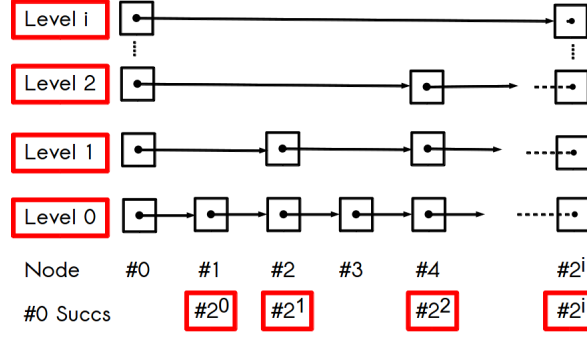 Level i
Level 2
Level 1
Level 0
Node #0 #1 #2 #3 #4 #2ⁱ
#0 Succs #2⁰ #2¹ #2² #2ⁱ